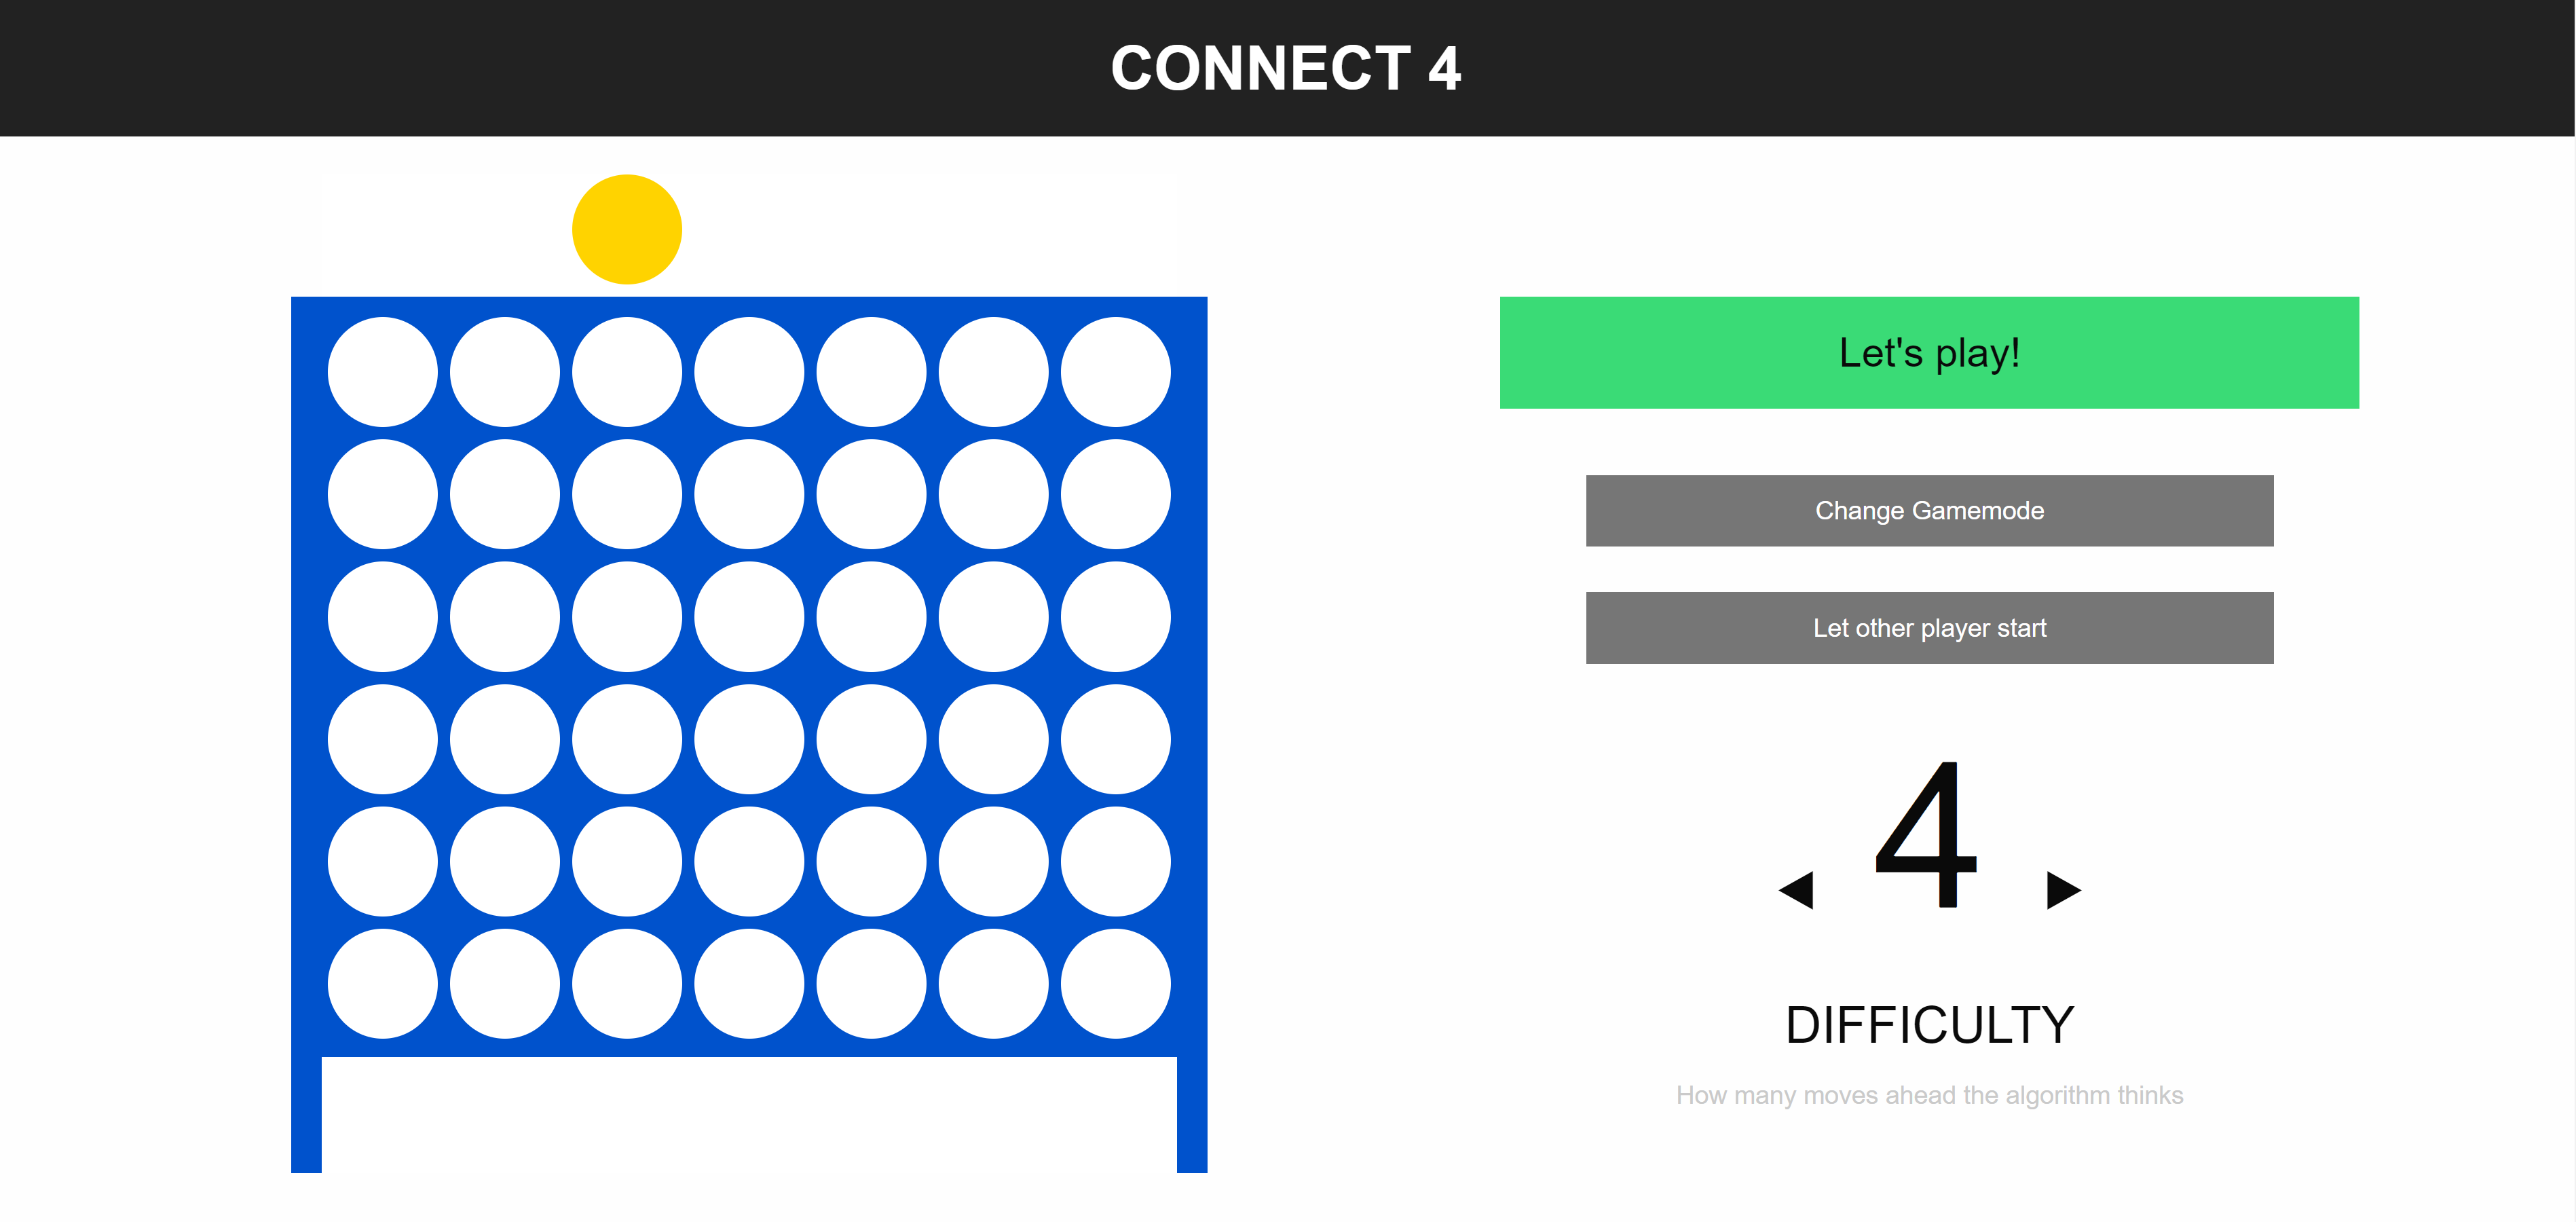 CONNECT 4
Let's play!
Change Gamemode
Let other player start
◀ 4 ▶
DIFFICULTY
How many moves ahead the algorithm thinks